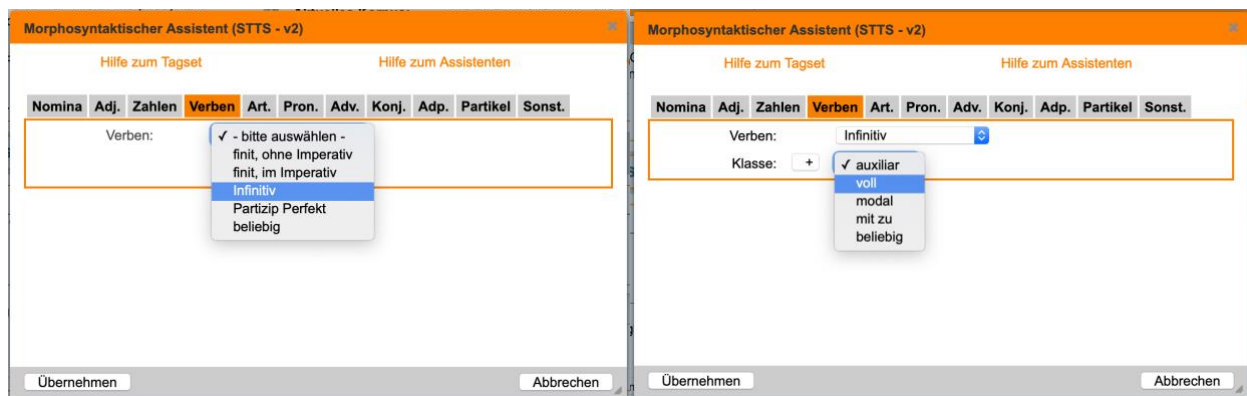 Morphosyntaktischer Assistent (STTS - v2)
Hilfe zum Tagset Hilfe zum Assistenten
Nomina Adj. Zahlen Verben Art. Pron. Adv. Konj. Adp. Partikel Sonst.
Verben: ✓ - bitte auswählen -
finit, ohne Imperativ
finit, im Imperativ
Infinitiv
Partizip Perfekt
beliebig
Übernehmen Abbrechen
Morphosyntaktischer Assistent (STTS - v2)
Hilfe zum Tagset Hilfe zum Assistenten
Nomina Adj. Zahlen Verben Art. Pron. Adv. Konj. Adp. Partikel Sonst.
Verben: Infinitiv
Klasse: + ✓ auxiliar
voll
modal
mit zu
beliebig
Übernehmen Abbrechen